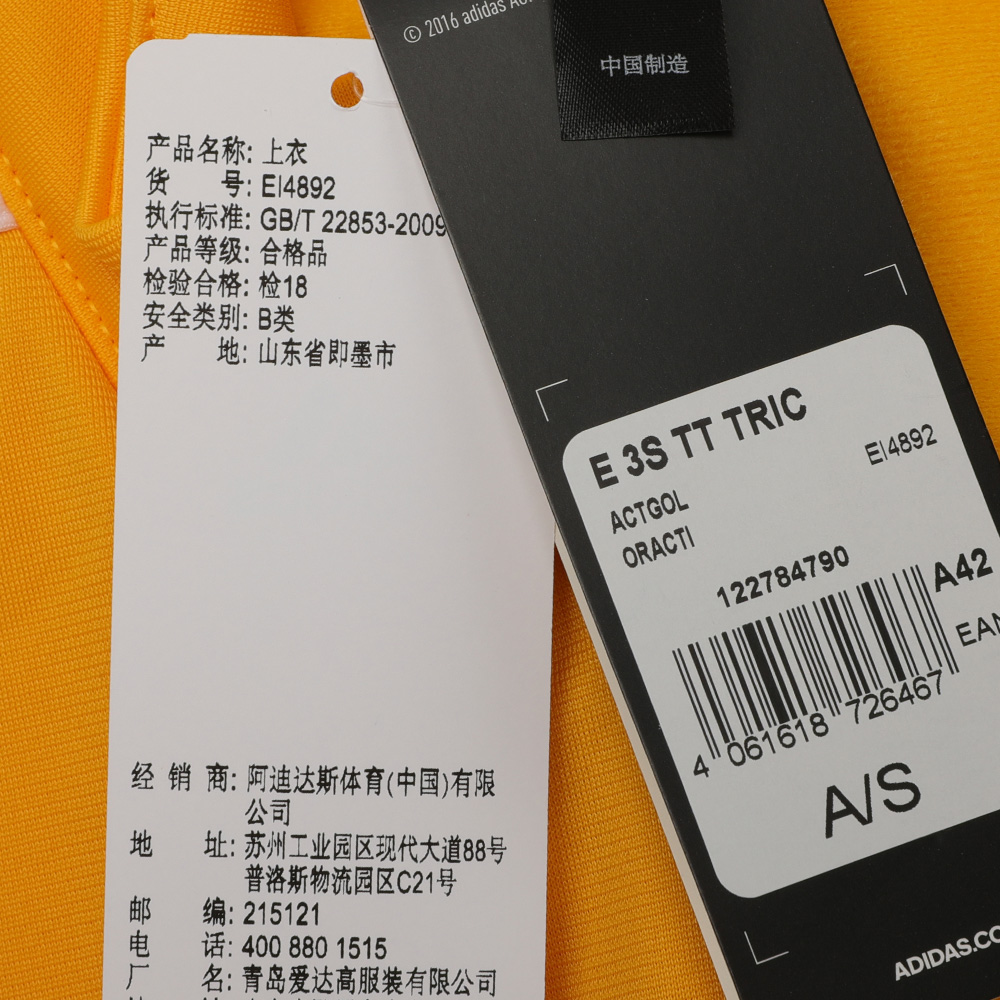 产品名称: 上衣
货 号: EI4892
执行标准: GB/T 22853-2009
产品等级: 合格品
检验合格: 检18
安全类别: B类
产 地: 山东省即墨市
经 销 商: 阿迪达斯体育(中国)有限
公司
地 址: 苏州工业园区现代大道88号
普洛斯物流园区C21号
邮 编: 215121
电 话: 400 880 1515
厂 名: 青岛爱达高服装有限公司
© 2016 adidas
中国制造
E 3S TT TRIC
EI4892
ACTGOL
ORACTI
122784790
A42
EAN
4 061618 726467
A/S
ADIDAS.CO